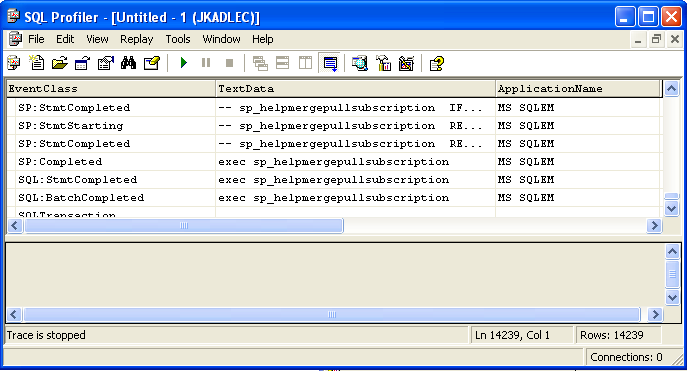 SQL Profiler - [Untitled - 1 (JKADLEC)]
File Edit View Replay Tools Window Help
EventClass TextData ApplicationName
SP:StmtCompleted -- sp_helpmergepullsubscription IF... MS SQLEM
SP:StmtStarting -- sp_helpmergepullsubscription RE... MS SQLEM
SP:StmtCompleted -- sp_helpmergepullsubscription RE... MS SQLEM
SP:Completed exec sp_helpmergepullsubscription MS SQLEM
SQL:StmtCompleted exec sp_helpmergepullsubscription MS SQLEM
SQL:BatchCompleted exec sp_helpmergepullsubscription MS SQLEM
SQLTransaction
Trace is stopped Ln 14239, Col 1 Rows: 14239
Connections: 0